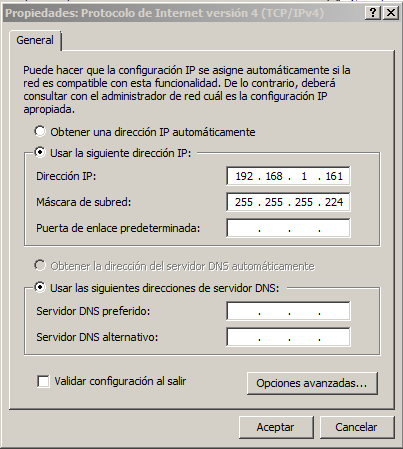 Propiedades: Protocolo de Internet versión 4 (TCP/IPv4)
General
Puede hacer que la configuración IP se asigne automáticamente si la
red es compatible con esta funcionalidad. De lo contrario, deberá
consultar con el administrador de red cuál es la configuración IP
apropiada.
Obtener una dirección IP automáticamente
Usar la siguiente dirección IP:
Dirección IP: 192 . 168 . 1 . 161
Máscara de subred: 255 . 255 . 255 . 224
Puerta de enlace predeterminada: . . .
Obtener la dirección del servidor DNS automáticamente
Usar las siguientes direcciones de servidor DNS:
Servidor DNS preferido: . . .
Servidor DNS alternativo: . . .
Validar configuración al salir
Opciones avanzadas...
Aceptar Cancelar